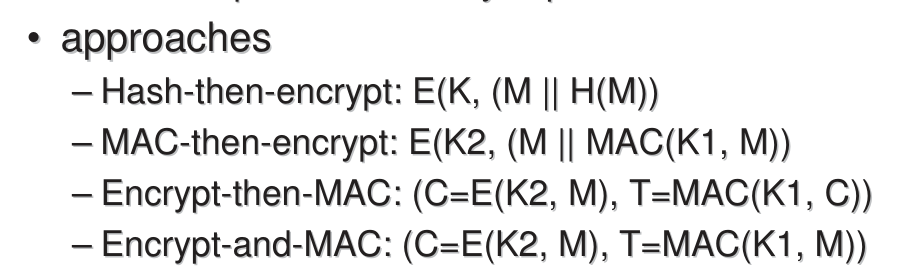 • approaches
– Hash-then-encrypt: E(K, (M || H(M))
– MAC-then-encrypt: E(K2, (M || MAC(K1, M))
– Encrypt-then-MAC: (C=E(K2, M), T=MAC(K1, C))
– Encrypt-and-MAC: (C=E(K2, M), T=MAC(K1, M))